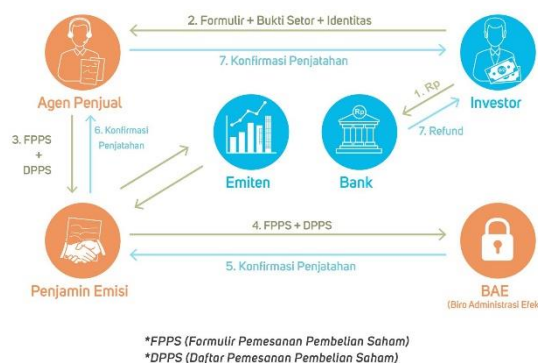 2. Formulir + Bukti Setor + Identitas
7. Konfirmasi Penjatahan
Agen Penjual
1. Rp
Investor
Rp
7. Refund
3. FPPS
+
DPPS
6. Konfirmasi
Penjatahan
Emiten
Bank
4. FPPS + DPPS
5. Konfirmasi Penjatahan
Penjamin Emisi
BAE
(Biro Administrasi Efek
*FPPS (Formulir Pemesanan Pembelian Saham)
*DPPS (Daftar Pemesanan Pembelian Saham)